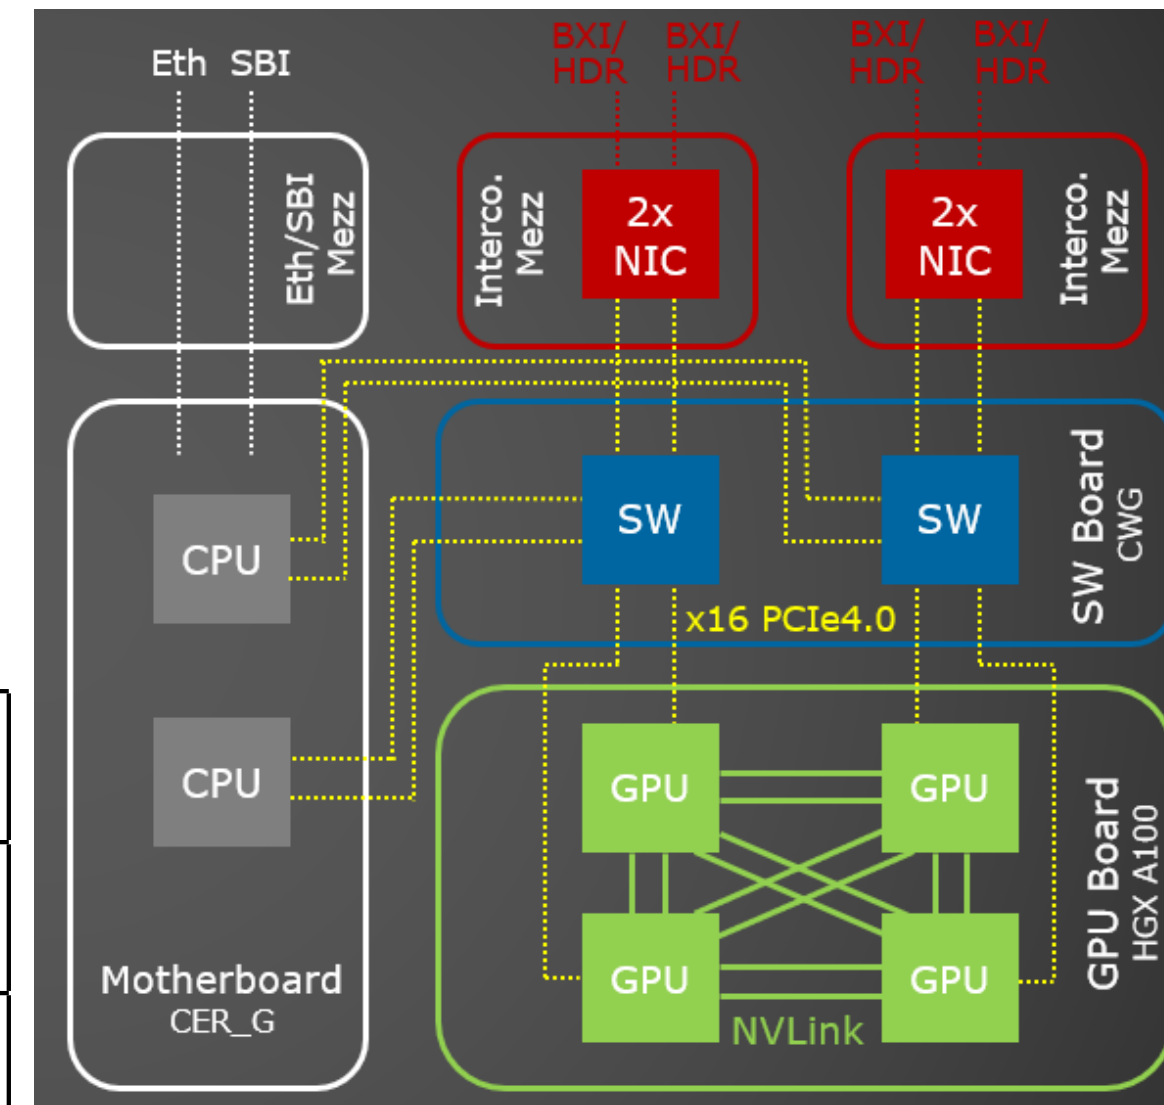 Eth SBI
BXI/
HDR
BXI/
HDR
BXI/
HDR
BXI/
HDR
Eth/SBI
Mezz
Interco.
Mezz
2x
NIC
2x
NIC
Interco.
Mezz
CPU
SW
SW
SW Board
CWG
x16 PCIe4.0
CPU
GPU
GPU
GPU
GPU
NVLink
GPU Board
HGX A100
Motherboard
CER_G